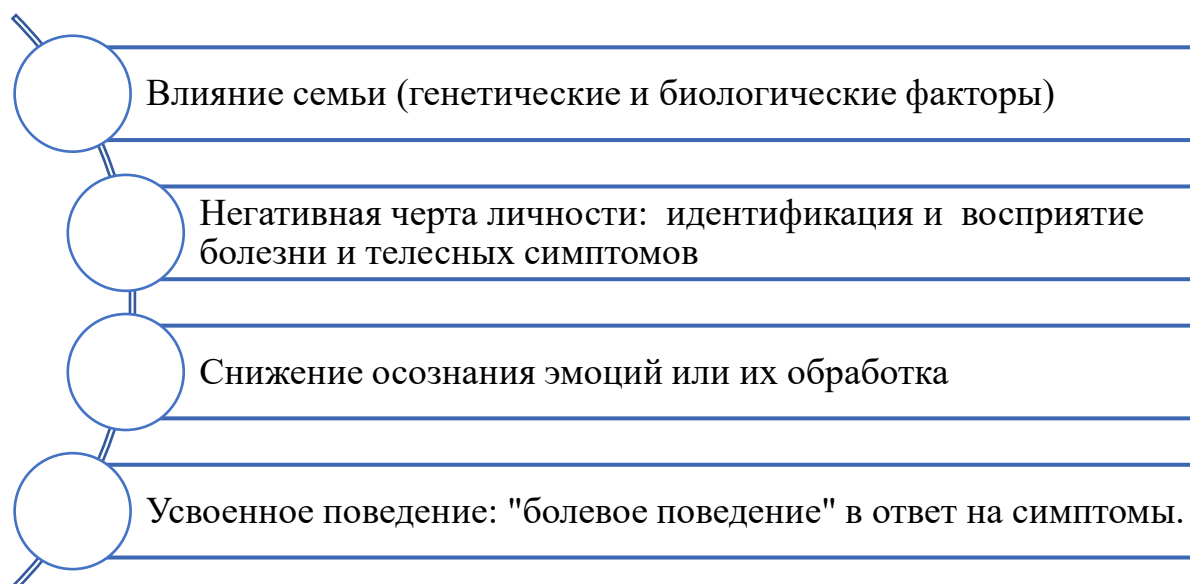 Влияние семьи (генетические и биологические факторы)
Негативная черта личности:  идентификация и  восприятие
болезни и телесных симптомов
Снижение осознания эмоций или их обработка
Усвоенное поведение: "болевое поведение" в ответ на симптомы.